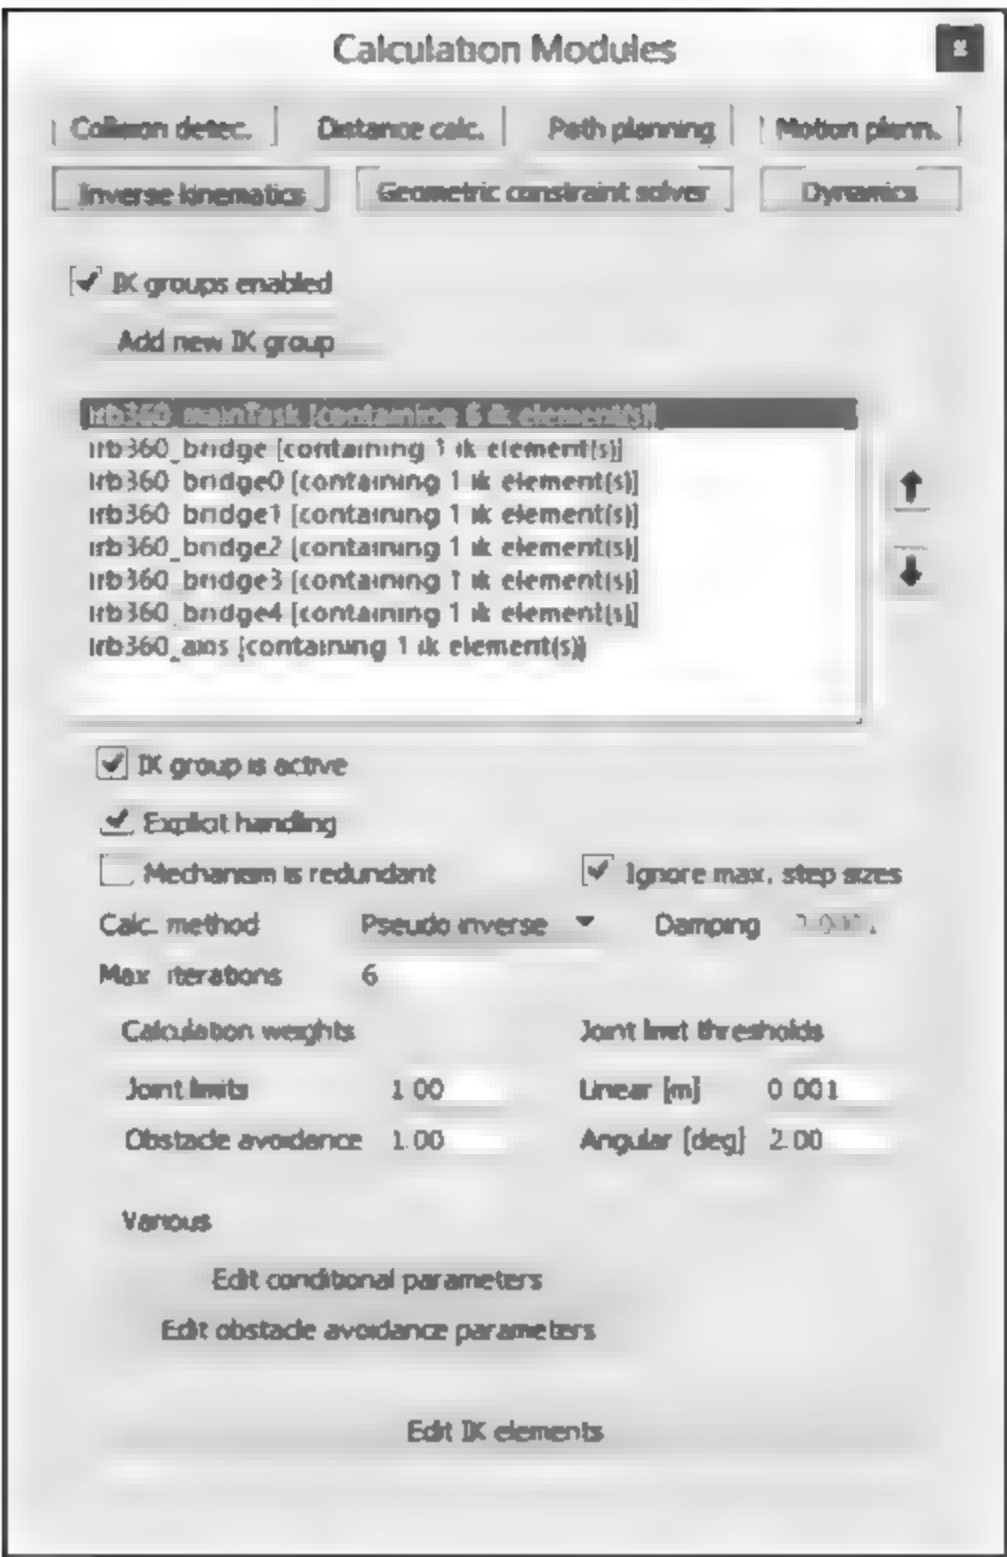 Calculation Modules
Collision detec. Distance calc. Path planning Motion plann.
Inverse kinematics Geometric constraint solver Dynamics
IK groups enabled
Add new IK group
irb360_mainTask [containing 6 ik element(s)]
irb360_bridge [containing 1 ik element(s)]
irb360_bridge0 [containing 1 ik element(s)]
irb360_bridge1 [containing 1 ik element(s)]
irb360_bridge2 [containing 1 ik element(s)]
irb360_bridge3 [containing 1 ik element(s)]
irb360_bridge4 [containing 1 ik element(s)]
irb360_axis [containing 1 ik element(s)]
IK group is active
Explicit handling
Mechanism is redundant Ignore max. step sizes
Calc. method Pseudo inverse Damping
Max. iterations 6
Calculation weights Joint limit thresholds
Joint limits 1.00 Linear [m] 0.001
Obstacle avoidance 1.00 Angular [deg] 2.00
Various
Edit conditional parameters
Edit obstacle avoidance parameters
Edit IK elements